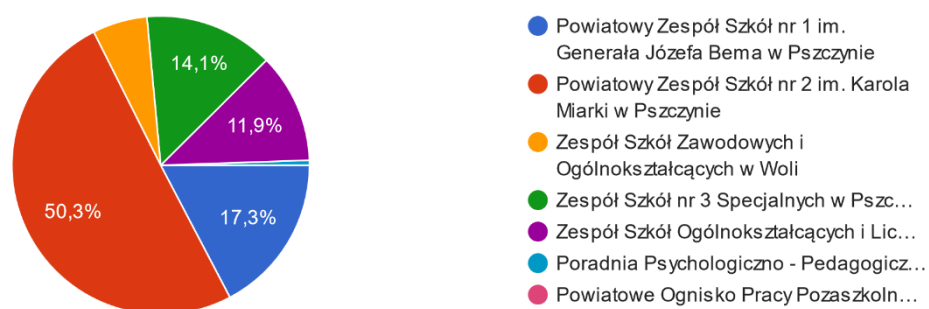 14,1%
11,9%
50,3%
17,3%
Powiatowy Zespół Szkół nr 1 im.
Generała Józefa Bema w Pszczynie
Powiatowy Zespół Szkół nr 2 im. Karola
Miarki w Pszczynie
Zespół Szkół Zawodowych i
Ogólnokształcących w Woli
Zespół Szkół nr 3 Specjalnych w Pszc…
Zespół Szkół Ogólnokształcących i Lic…
Poradnia Psychologiczno - Pedagogicz…
Powiatowe Ognisko Pracy Pozaszkoln…